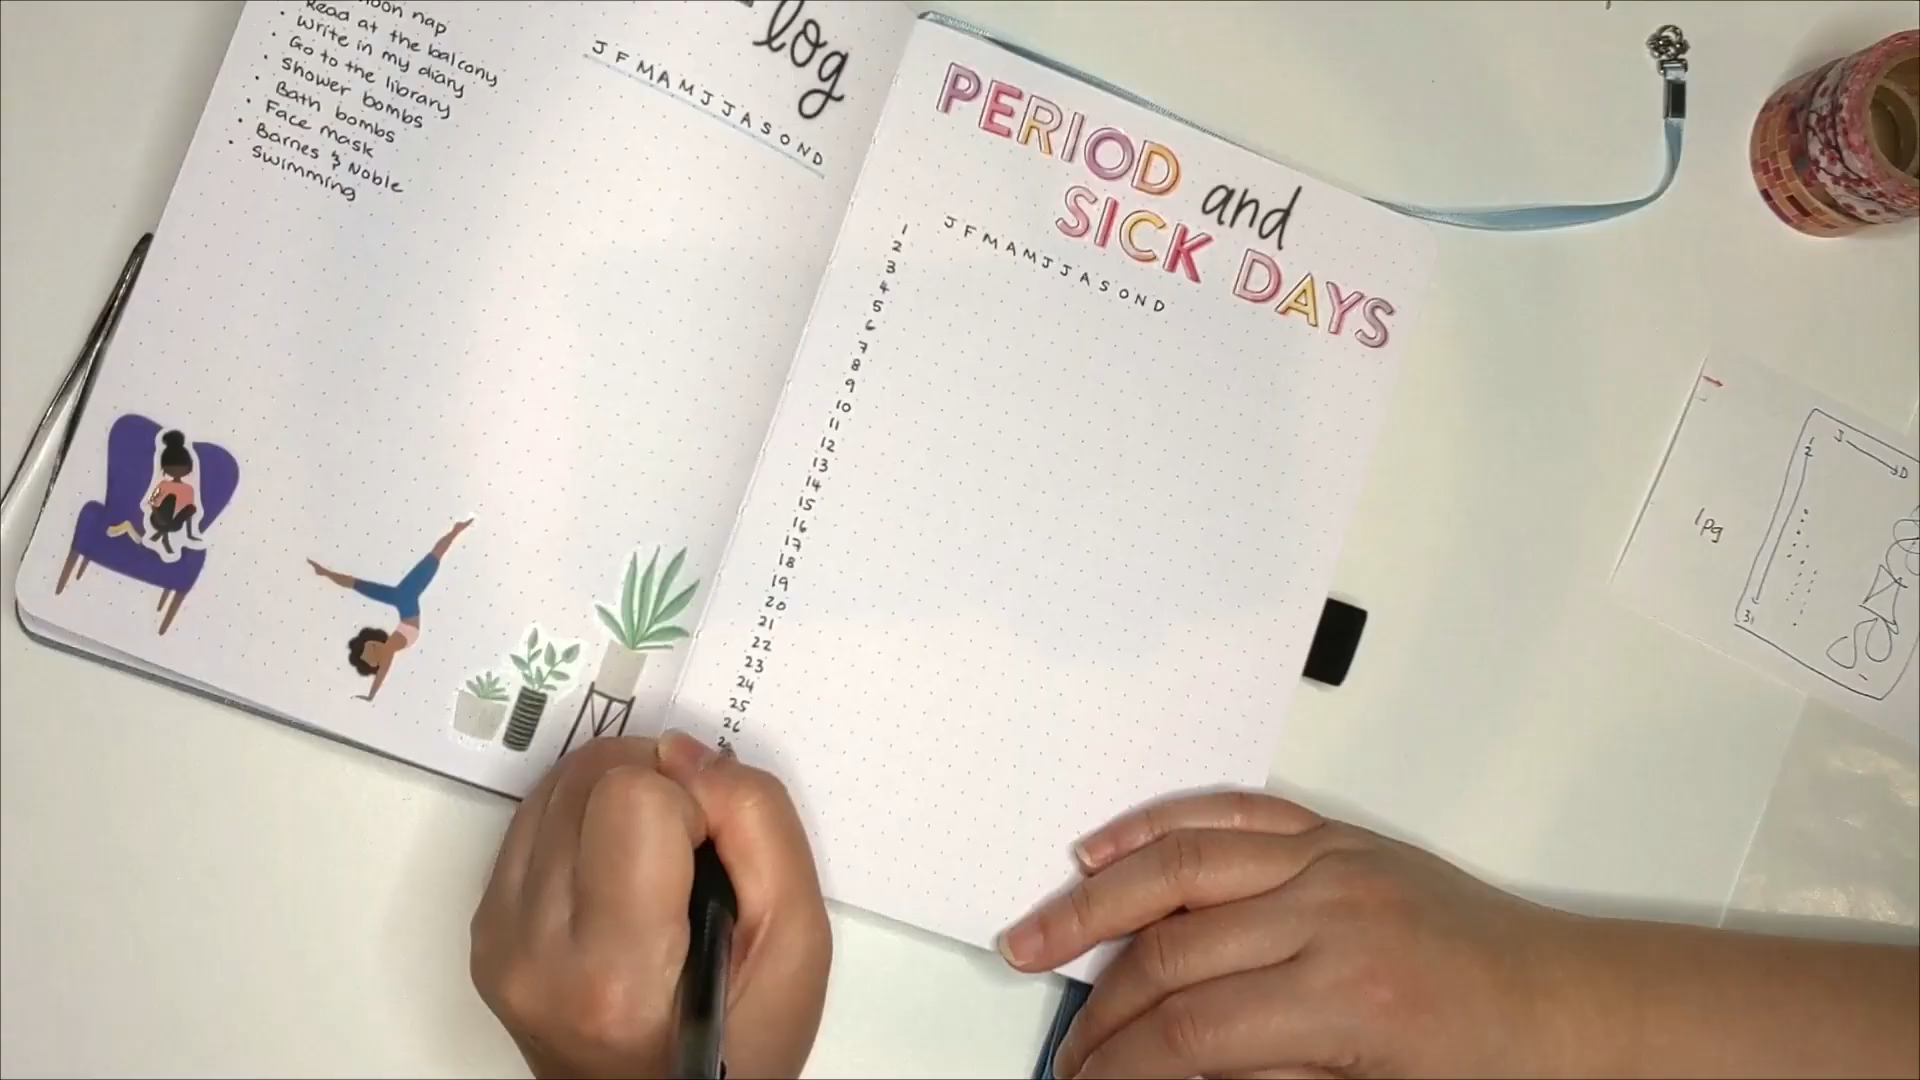 nap
Read at the balcony
Write in my diary
Go to the library
Shower bombs
Bath bombs
Face mask
Barnes & Noble
Swimming
log
J F M A M J J A S O N D
PERIOD and
SICK DAYS
J F M A M J J A S O N D
1
2
3
4
5
6
7
8
9
10
11
12
13
14
15
16
17
18
19
20
21
22
23
24
25
26
1pg
J D
1
2
31